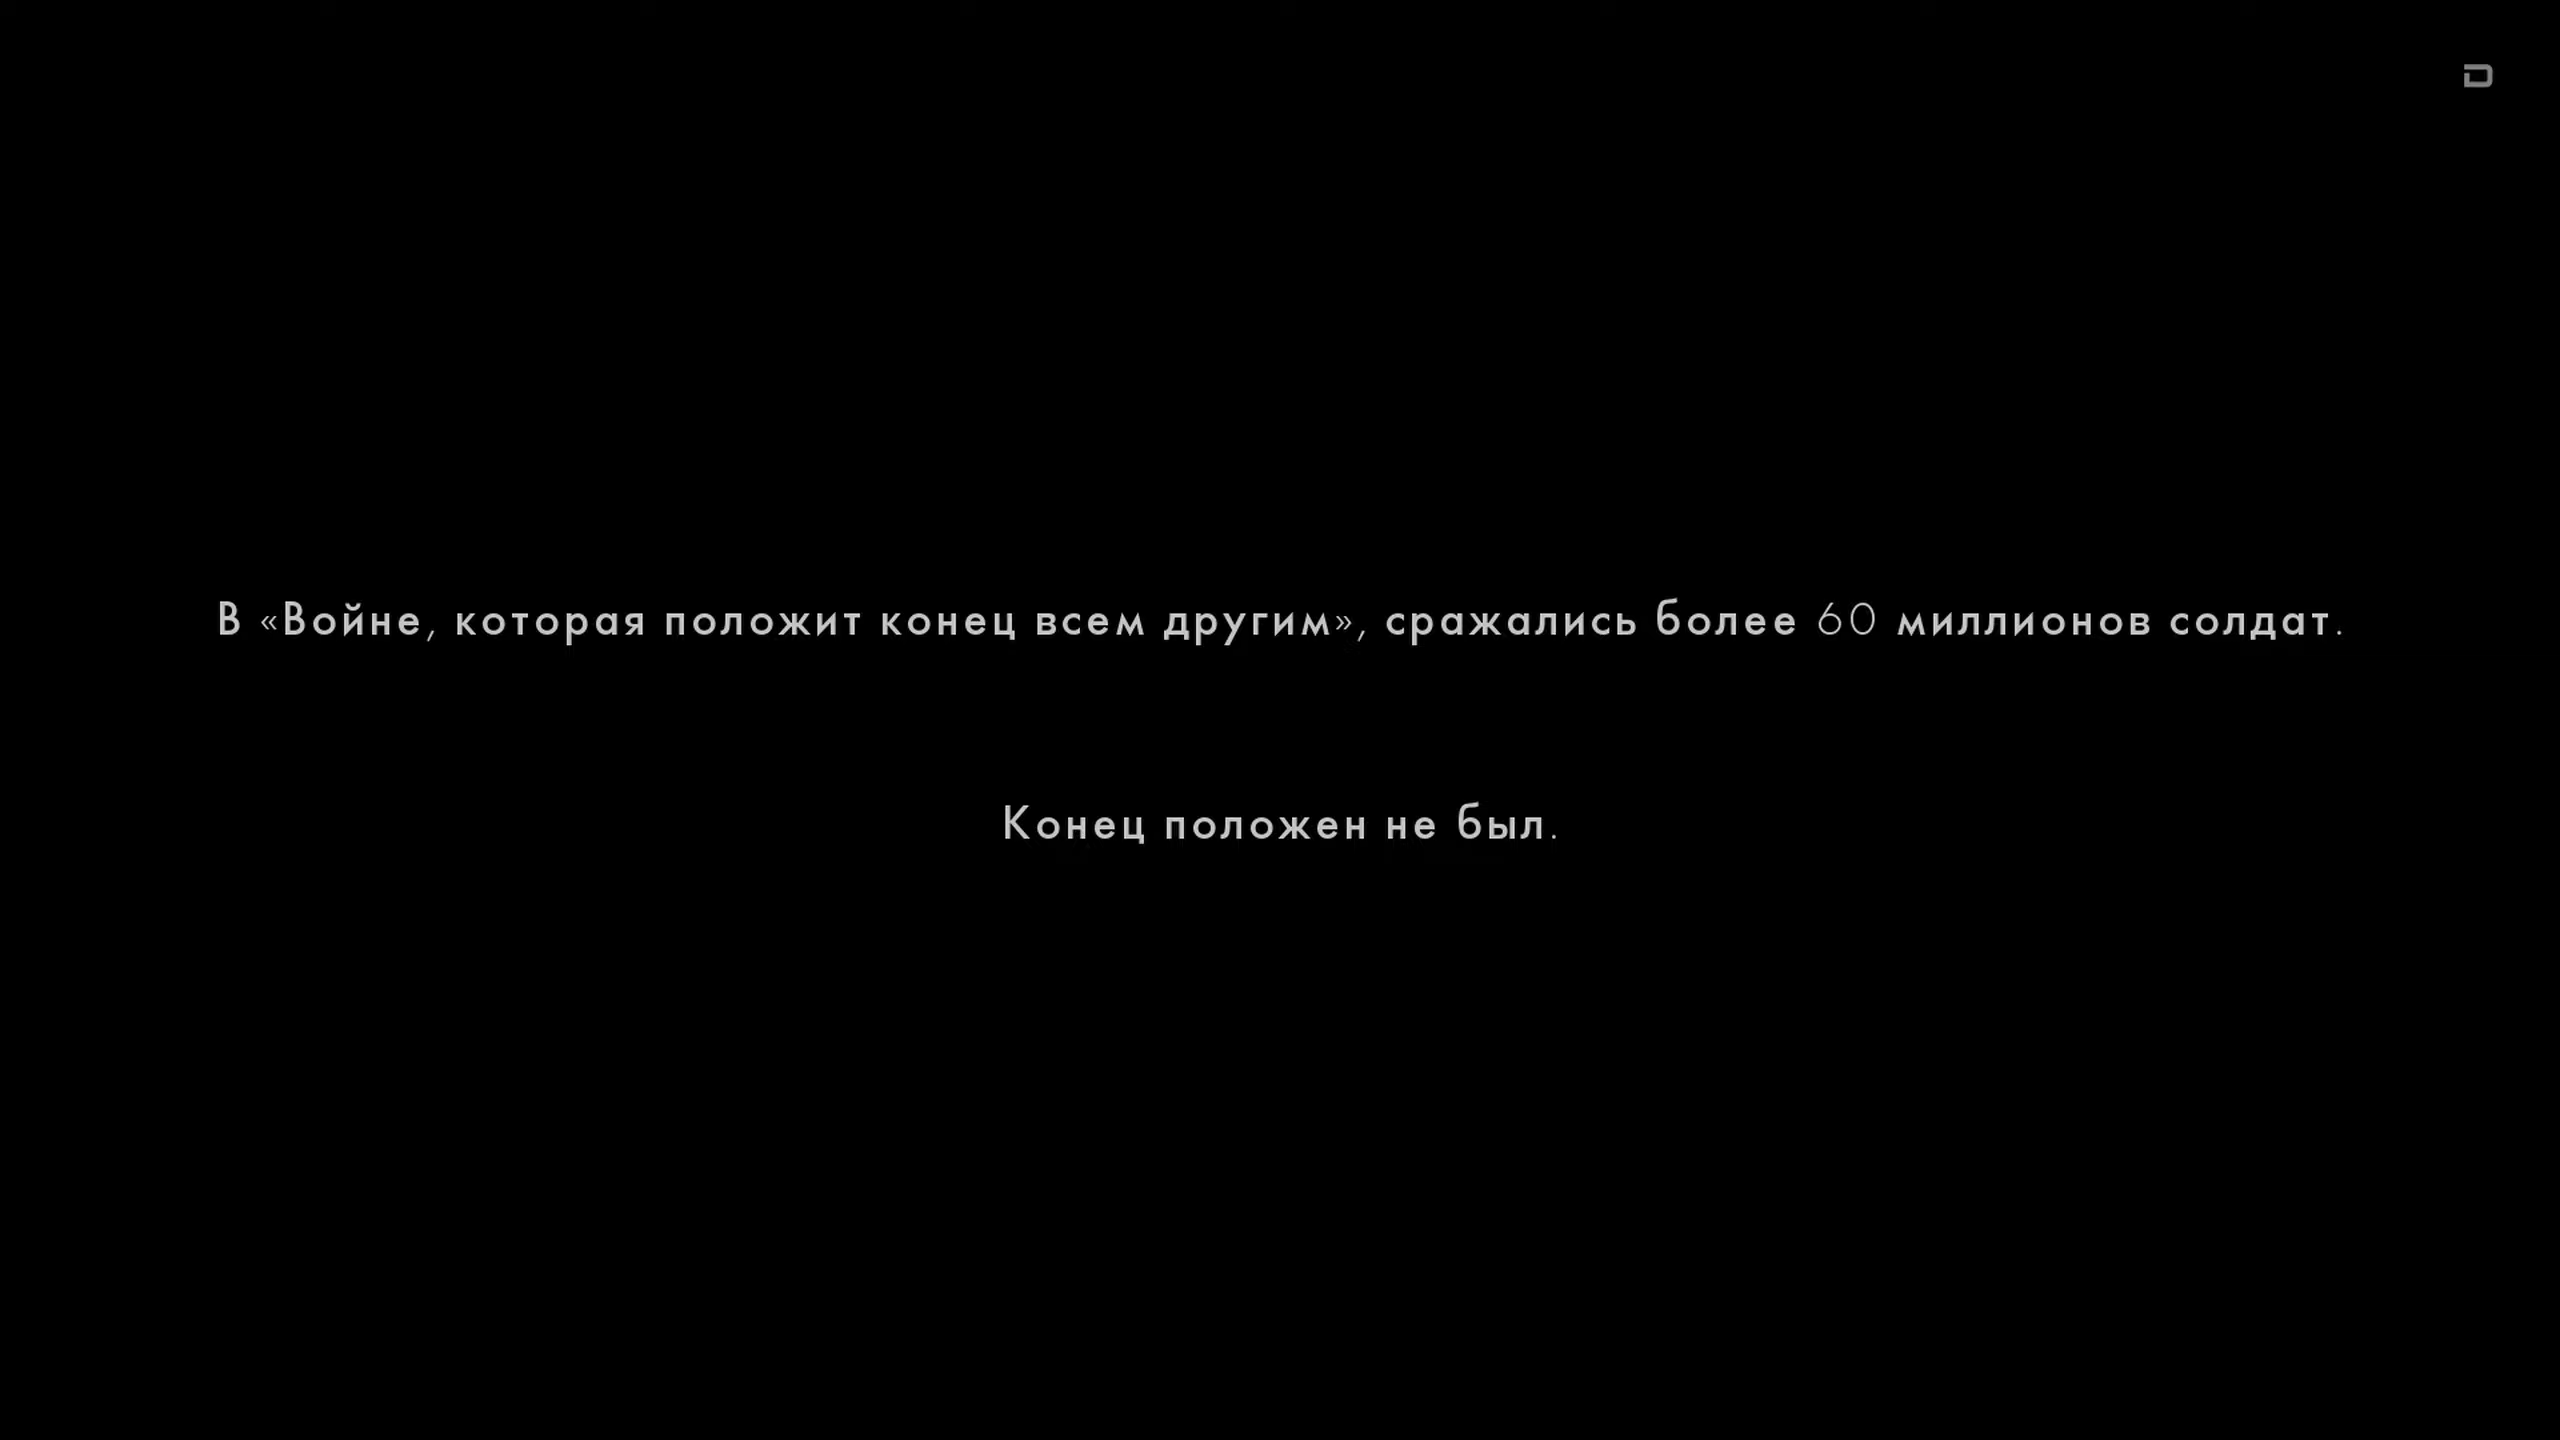 В «Войне, которая положит конец всем другим», сражались более 60 миллионов солдат.
Конец положен не был.